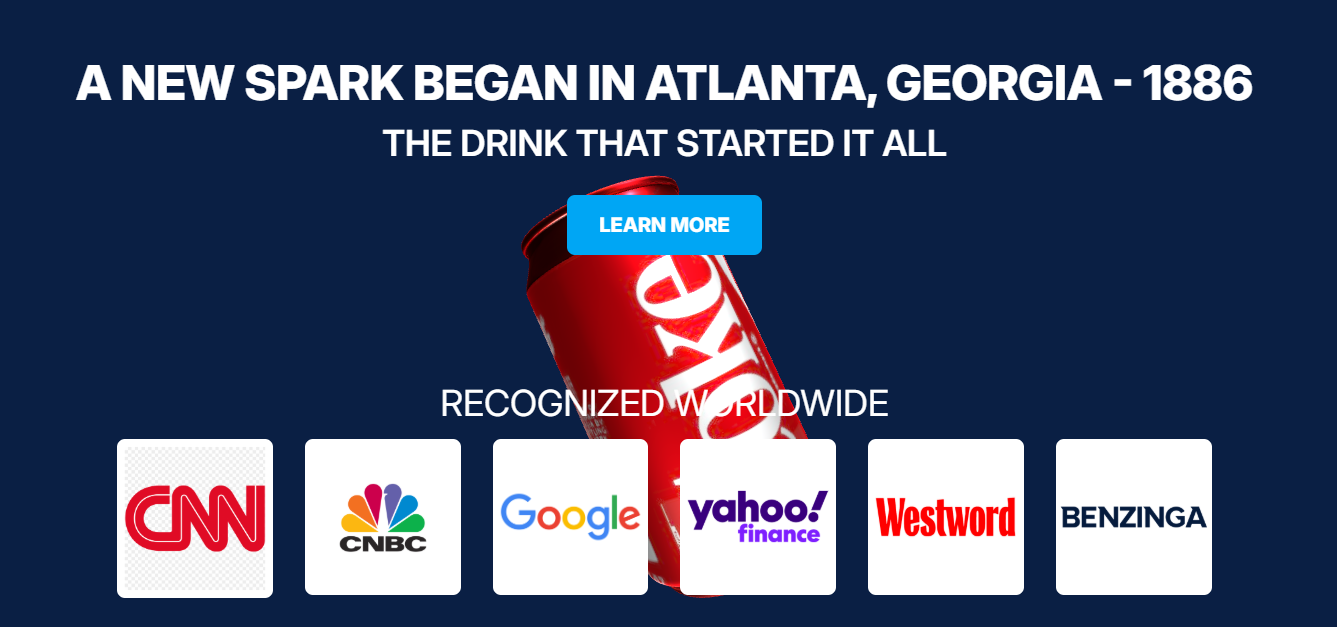 A NEW SPARK BEGAN IN ATLANTA, GEORGIA - 1886
THE DRINK THAT STARTED IT ALL
LEARN MORE
oke
RECOGNIZED WORLDWIDE
CNN
CNBC
Google
yahoo!
finance
Westword
BENZINGA